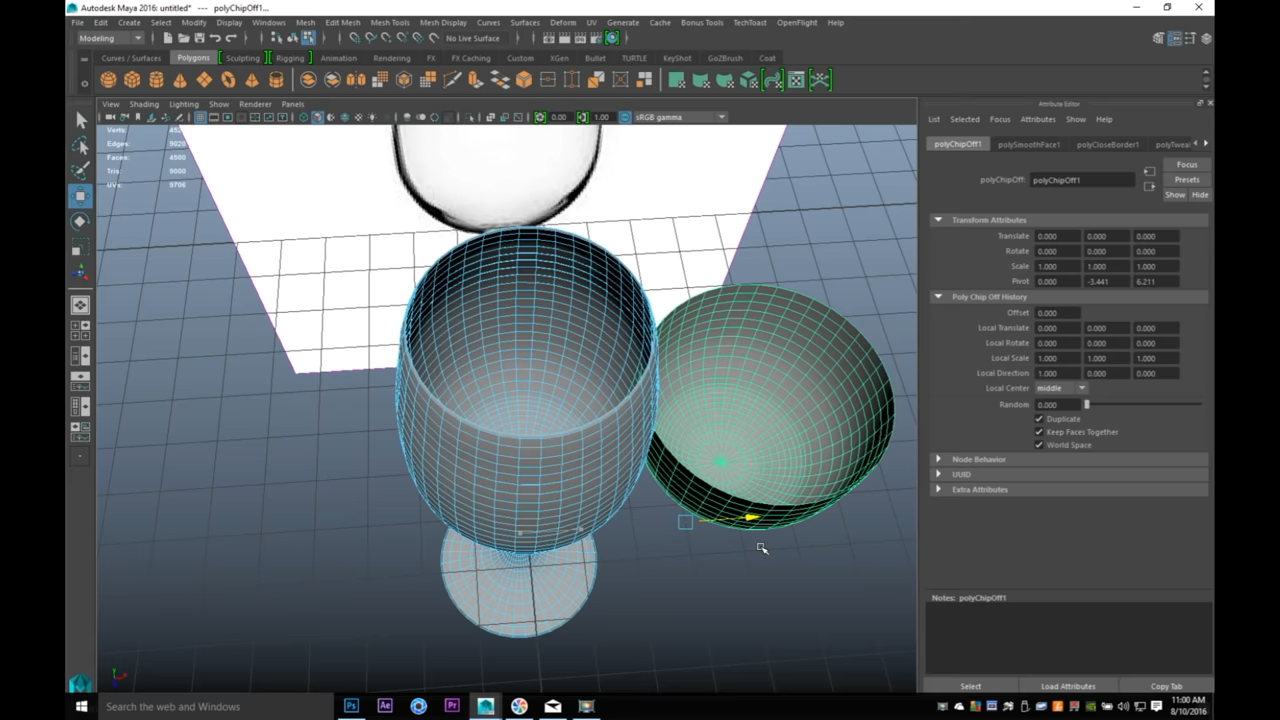 Autodesk Maya 2016: untitled*   ---   polyChipOff1...
File Edit Create Select Modify Display Windows Mesh Edit Mesh Mesh Tools Mesh Display Curves Surfaces Deform UV Generate Cache Bonus Tools TechToast OpenFlight Help
Modeling No Live Surface
Curves / Surfaces Polygons Sculpting Rigging Animation Rendering FX FX Caching Custom XGen Bullet TURTLE KeyShot GoZBrush Coat
View Shading Lighting Show Renderer Panels
0.00 1.00 sRGB gamma
Verts:
Edges: 9020
Faces: 4500
Tris: 9000
UVs: 9706
Attribute Editor
List Selected Focus Attributes Show Help
polyChipOff1 polySmoothFace1 polyCloseBorder1 polyTweak
Focus
polyChipOff: polyChipOff1 Presets
Show Hide
Transform Attributes
Translate 0.000 0.000 0.000
Rotate 0.000 0.000 0.000
Scale 1.000 1.000 1.000
Pivot 0.000 -3.441 6.211
Poly Chip Off History
Offset 0.000
Local Translate 0.000 0.000 0.000
Local Rotate 0.000 0.000 0.000
Local Scale 1.000 1.000 1.000
Local Direction 1.000 0.000 0.000
Local Center middle
Random 0.000
Duplicate
Keep Faces Together
World Space
Node Behavior
UUID
Extra Attributes
Notes: polyChipOff1
Select Load Attributes Copy Tab
Search the web and Windows
Ps Ae Pr
11:00 AM
8/10/2016